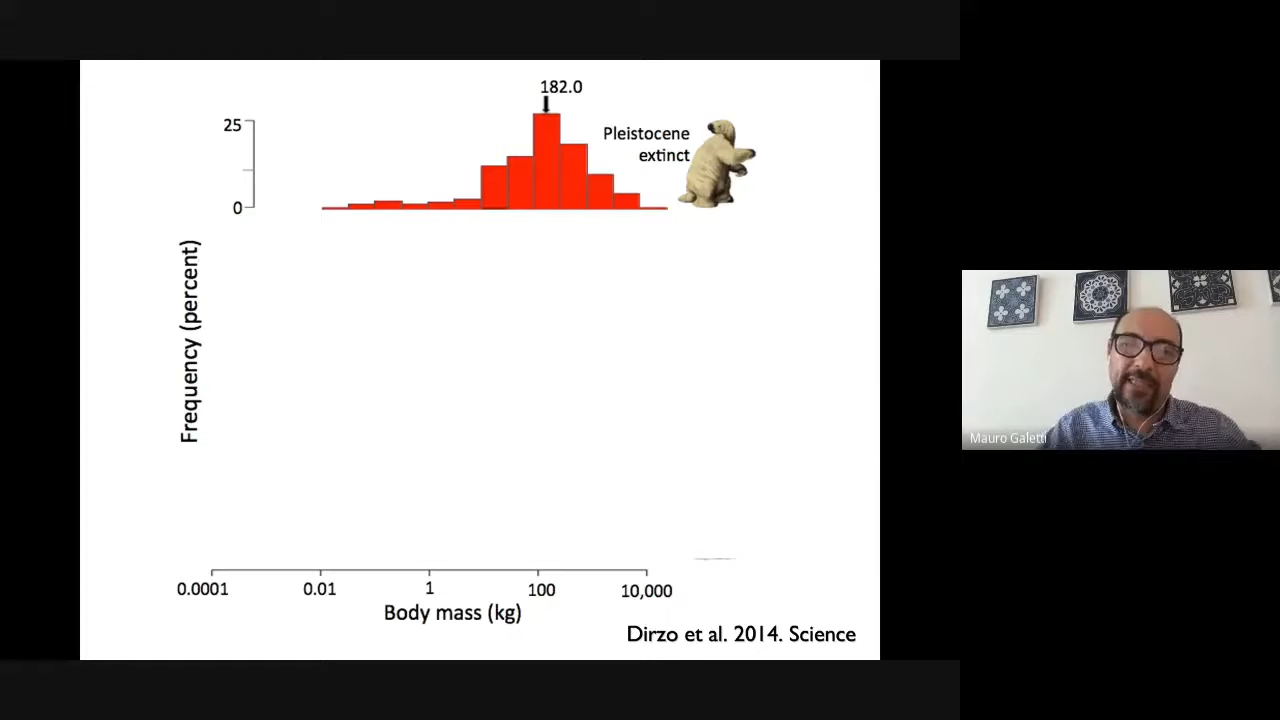 182.0
25
Pleistocene
extinct
0
Frequency (percent)
Mauro Galetti
0.0001
0.01
1
100
10,000
Body mass (kg)
Dirzo et al. 2014. Science